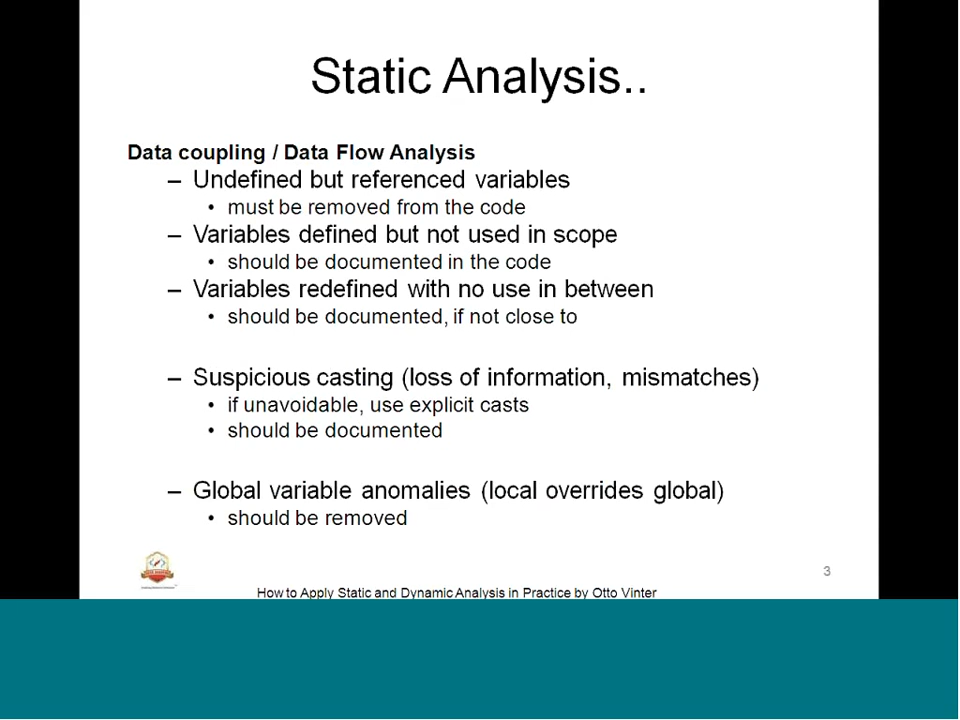 Static Analysis..
Data coupling / Data Flow Analysis
– Undefined but referenced variables
• must be removed from the code
– Variables defined but not used in scope
• should be documented in the code
– Variables redefined with no use in between
• should be documented, if not close to
– Suspicious casting (loss of information, mismatches)
• if unavoidable, use explicit casts
• should be documented
– Global variable anomalies (local overrides global)
• should be removed
3
How to Apply Static and Dynamic Analysis in Practice by Otto Vinter